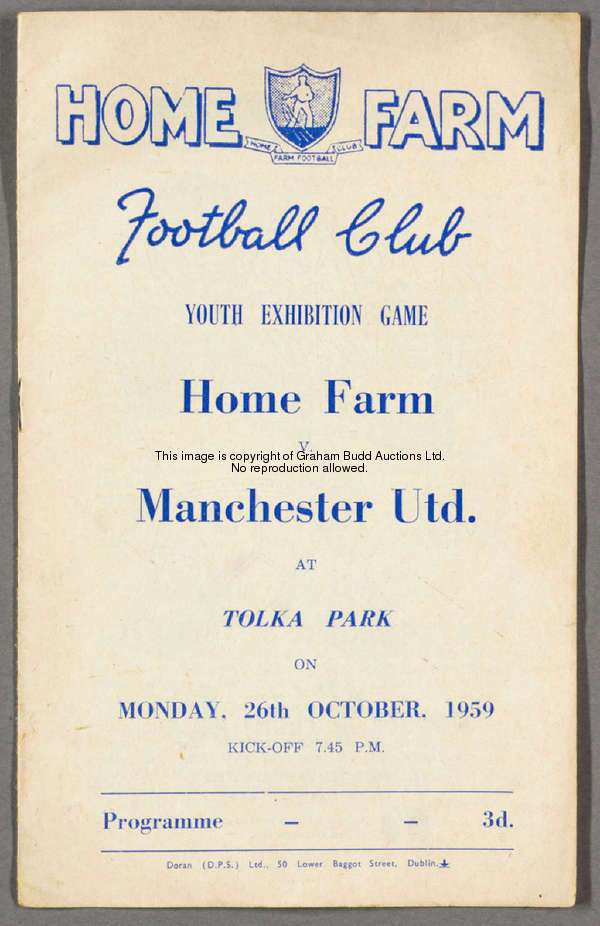 HOME FARM
HOME FARM FOOTBALL CLUB
Football Club
YOUTH EXHIBITION GAME
Home Farm
v.
This image is copyright of Graham Budd Auctions Ltd.
No reproduction allowed.
Manchester Utd.
AT
TOLKA PARK
ON
MONDAY, 26th OCTOBER, 1959
KICK-OFF 7.45 P.M.
Programme – – 3d.
Doran (D.P.S.) Ltd., 50 Lower Baggot Street, Dublin.